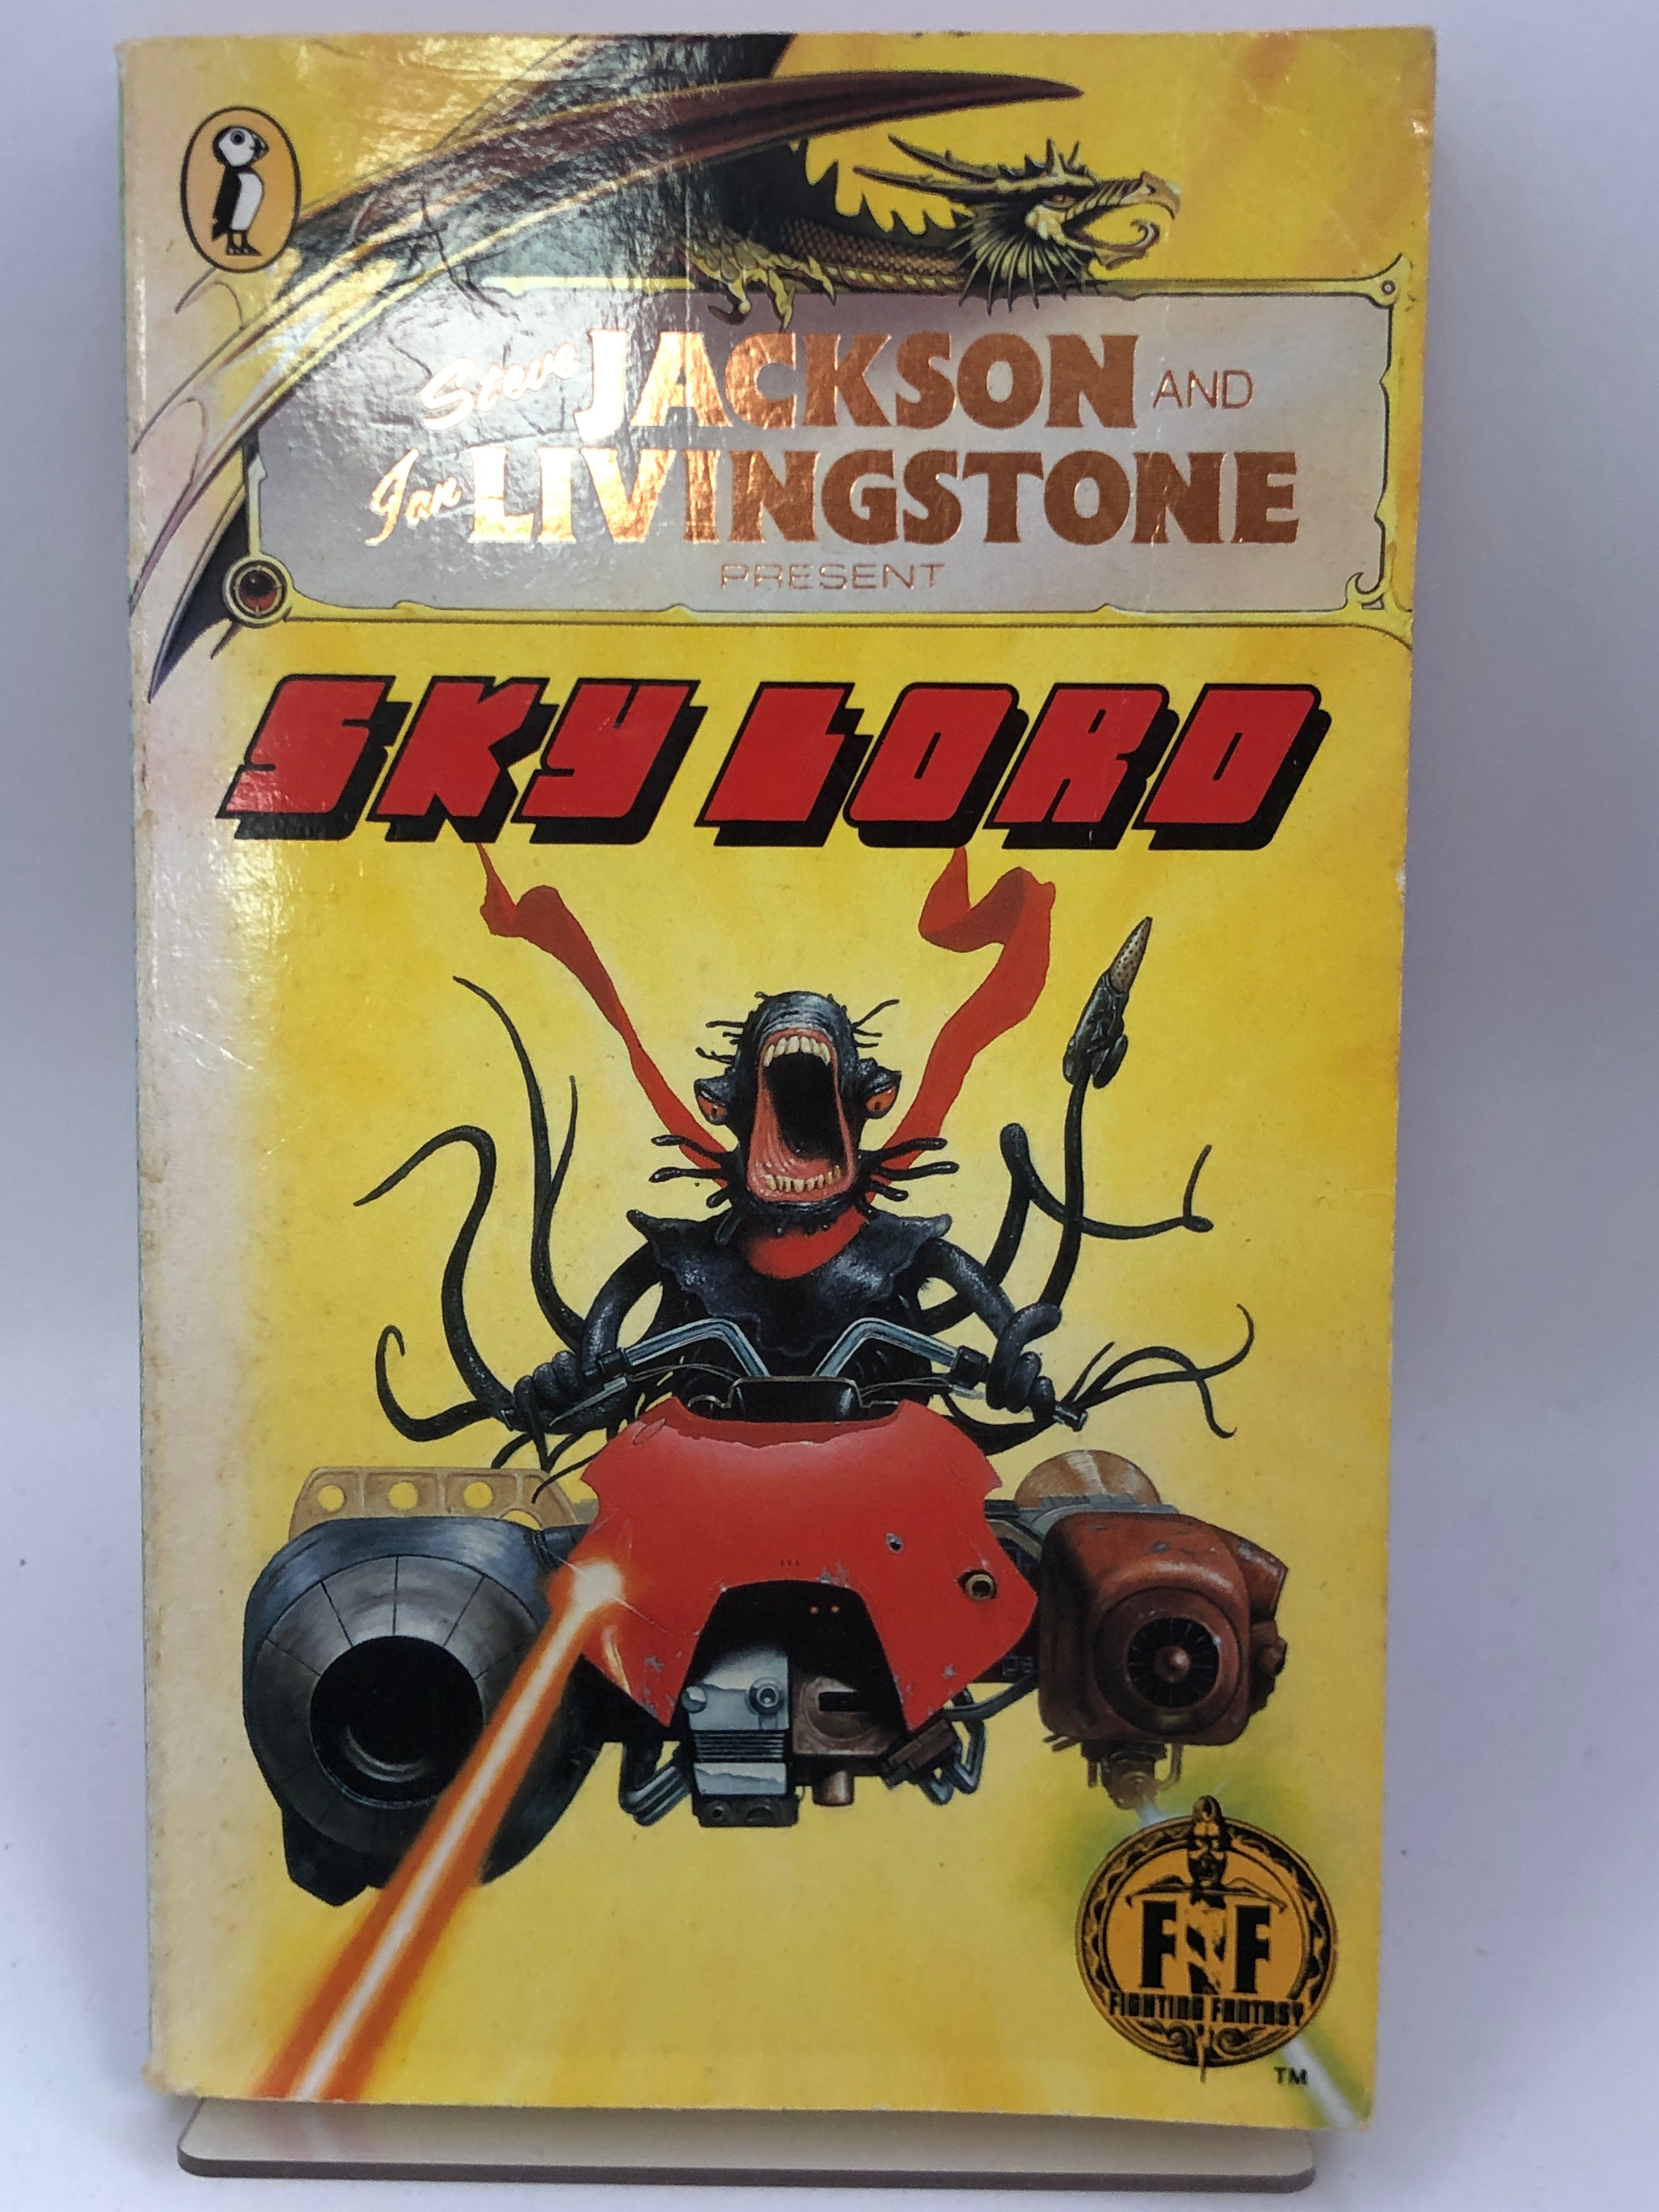 Steve JACKSON AND
Ian LIVINGSTONE
PRESENT
SKY LORD
FF
FIGHTING FANTASY
TM